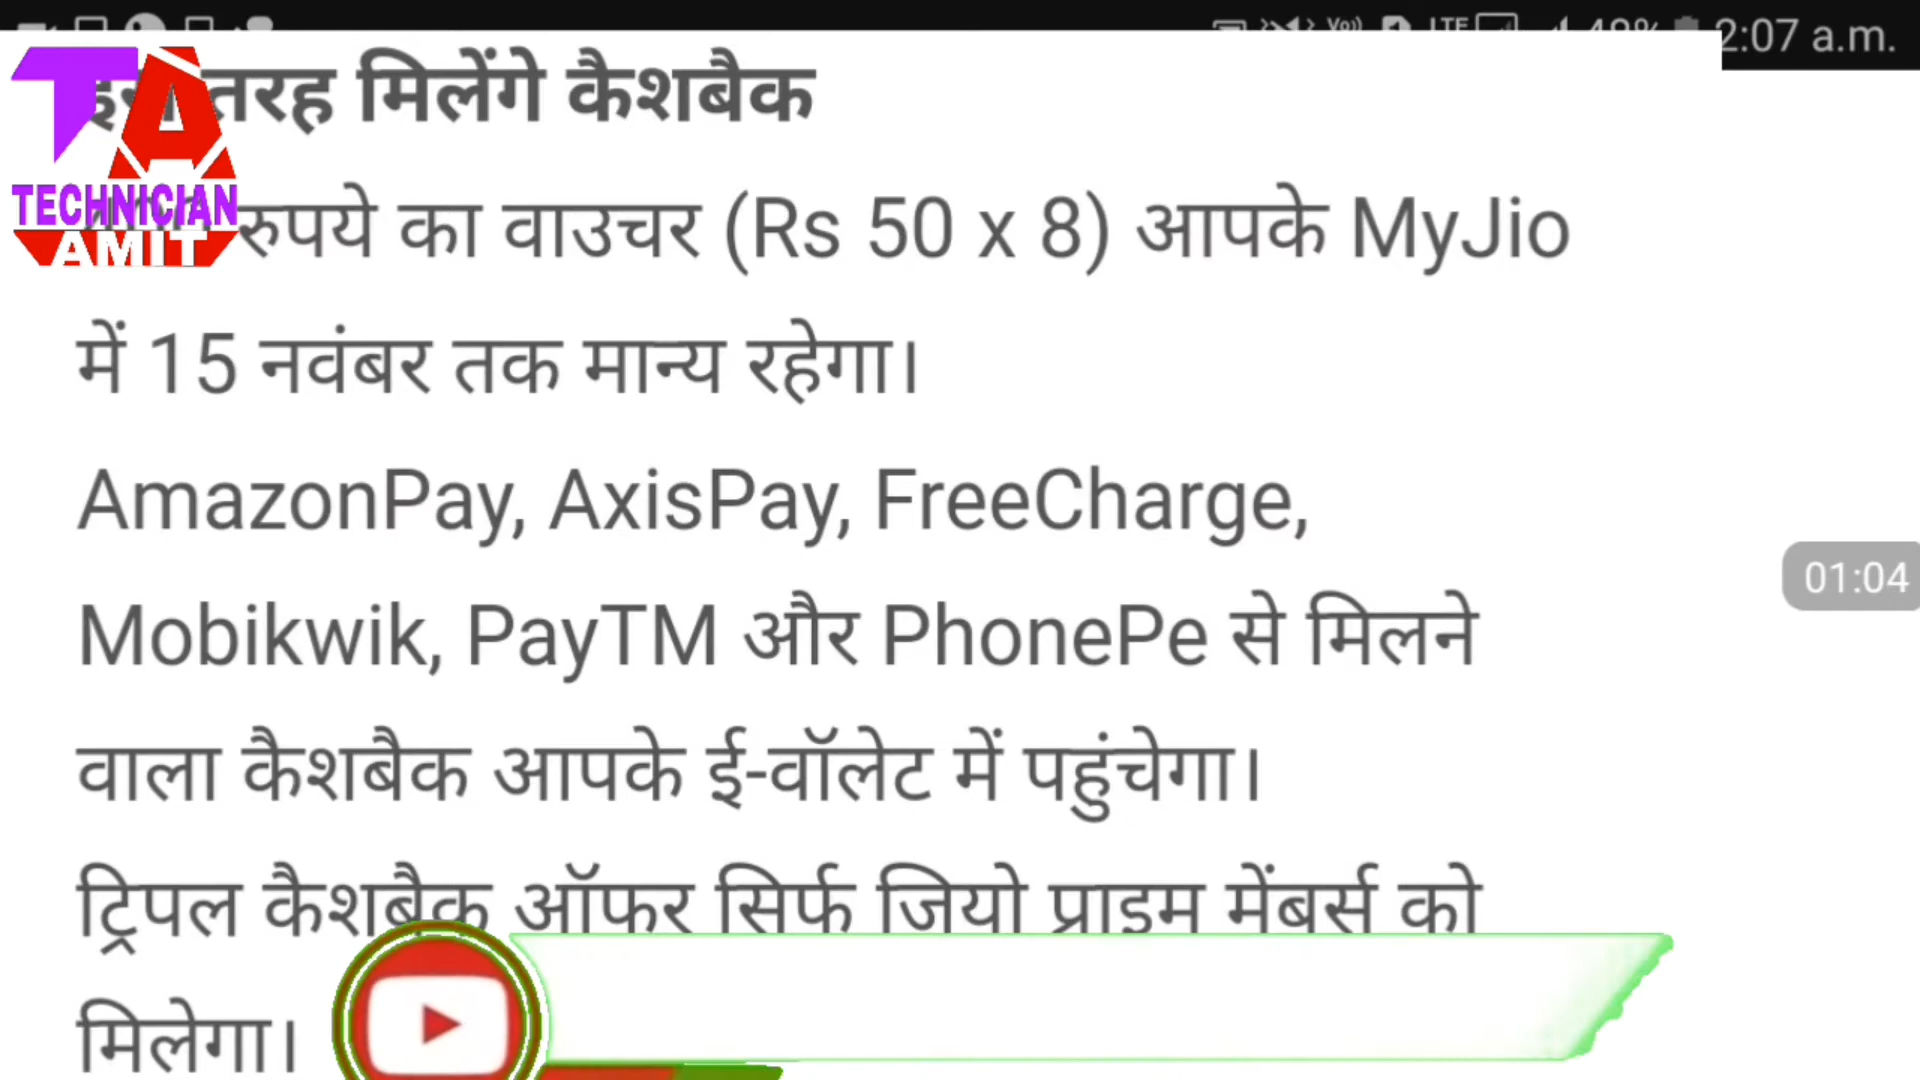 2:07 a.m.
तरह मिलेंगे कैशबैक
रुपये का वाउचर (Rs 50 x 8) आपके MyJio
में 15 नवंबर तक मान्य रहेगा।
AmazonPay, AxisPay, FreeCharge,
Mobikwik, PayTM और PhonePe से मिलने
वाला कैशबैक आपके ई-वॉलेट में पहुंचेगा।
ट्रिपल कैशबैक ऑफर सिर्फ जियो प्राइम मेंबर्स को
मिलेगा।
TA
TECHNICIAN
AMIT
01:04